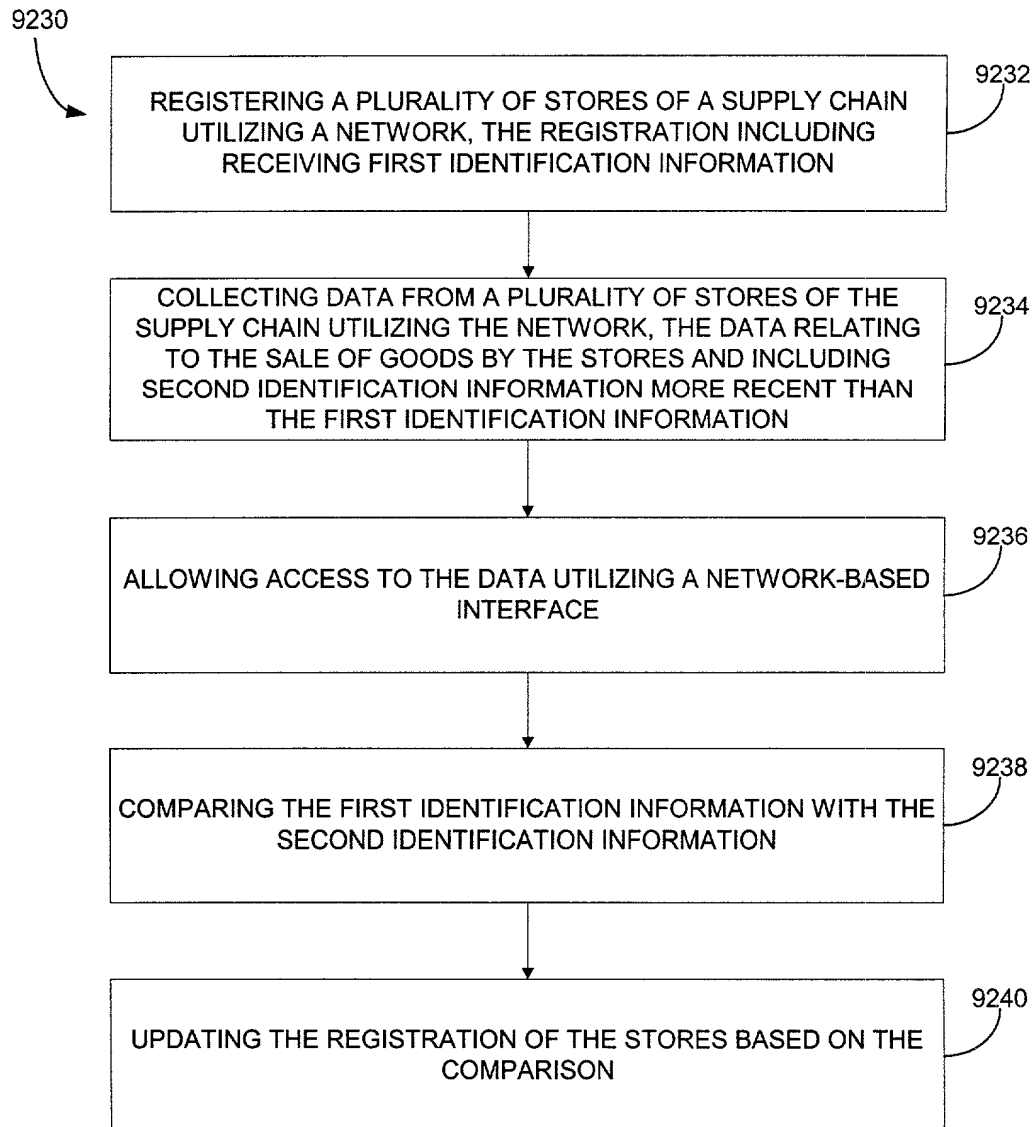 9230
REGISTERING A PLURALITY OF STORES OF A SUPPLY CHAIN
UTILIZING A NETWORK, THE REGISTRATION INCLUDING
RECEIVING FIRST IDENTIFICATION INFORMATION
9232
COLLECTING DATA FROM A PLURALITY OF STORES OF THE
SUPPLY CHAIN UTILIZING THE NETWORK, THE DATA RELATING
TO THE SALE OF GOODS BY THE STORES AND INCLUDING
SECOND IDENTIFICATION INFORMATION MORE RECENT THAN
THE FIRST IDENTIFICATION INFORMATION
9234
ALLOWING ACCESS TO THE DATA UTILIZING A NETWORK-BASED
INTERFACE
9236
COMPARING THE FIRST IDENTIFICATION INFORMATION WITH THE
SECOND IDENTIFICATION INFORMATION
9238
UPDATING THE REGISTRATION OF THE STORES BASED ON THE
COMPARISON
9240